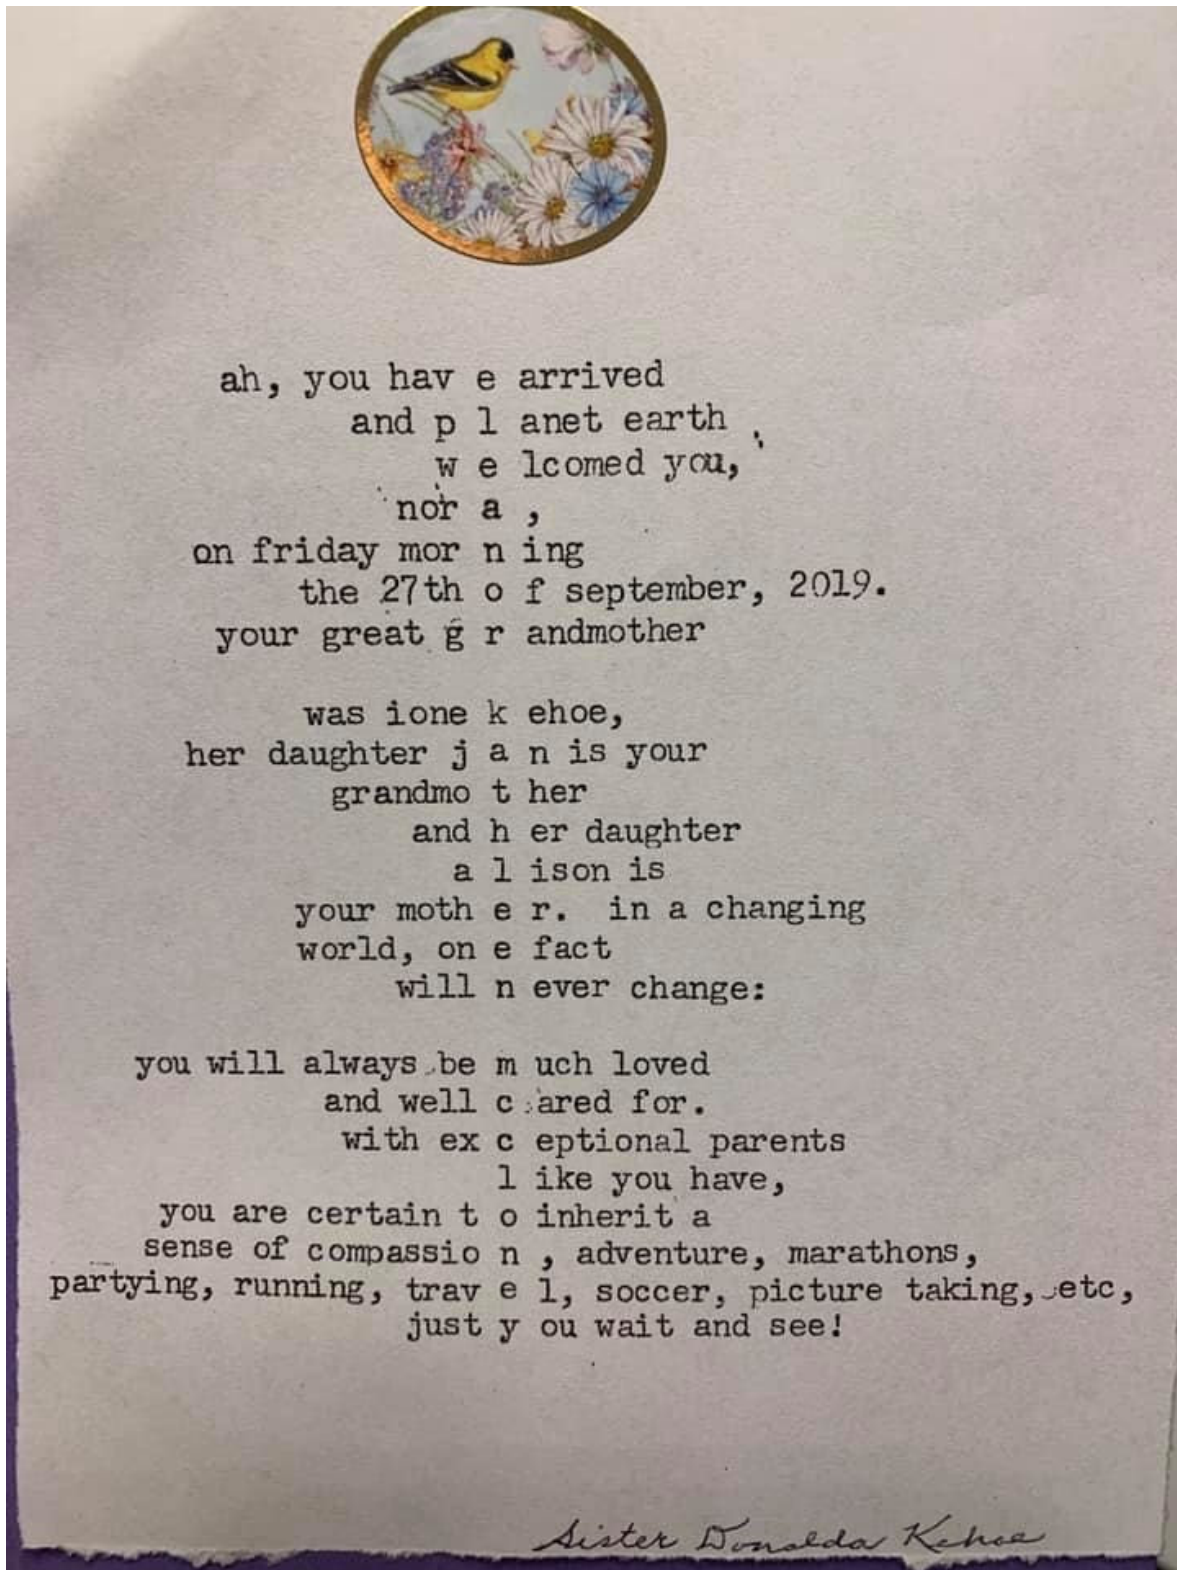 ah, you hav e arrived
and p l anet earth
w e lcomed you,
nor a ,
on friday mor n ing
the 27th o f september, 2019.
your great g r andmother
was ione k ehoe,
her daughter j a n is your
grandmo t her
and h er daughter
a l ison is
your moth e r. in a changing
world, on e fact
will n ever change:
you will always be m uch loved
and well c ared for.
with ex c eptional parents
l ike you have,
you are certain t o inherit a
sense of compassio n , adventure, marathons,
partying, running, trav e l, soccer, picture taking, etc,
just y ou wait and see!
Sister Donalda Kehoe